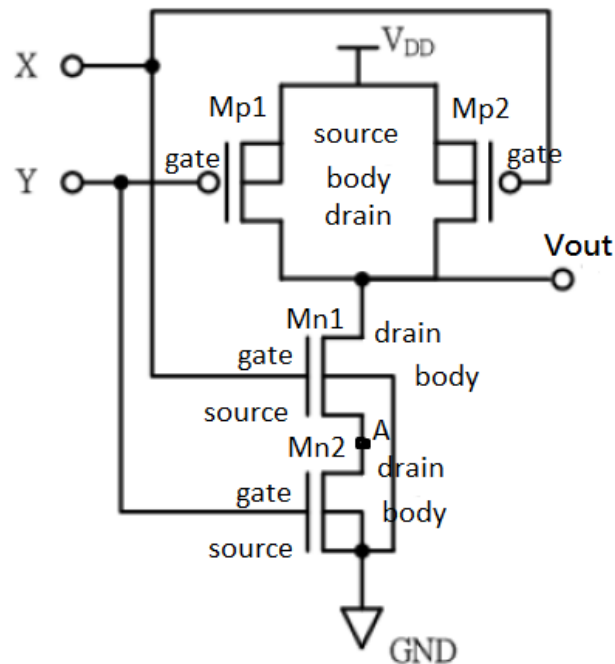 X
V_DD
Mp1
Mp2
source
gate
gate
Y
body
drain
Vout
Mn1
drain
gate
body
source
A
Mn2
drain
gate
body
source
GND